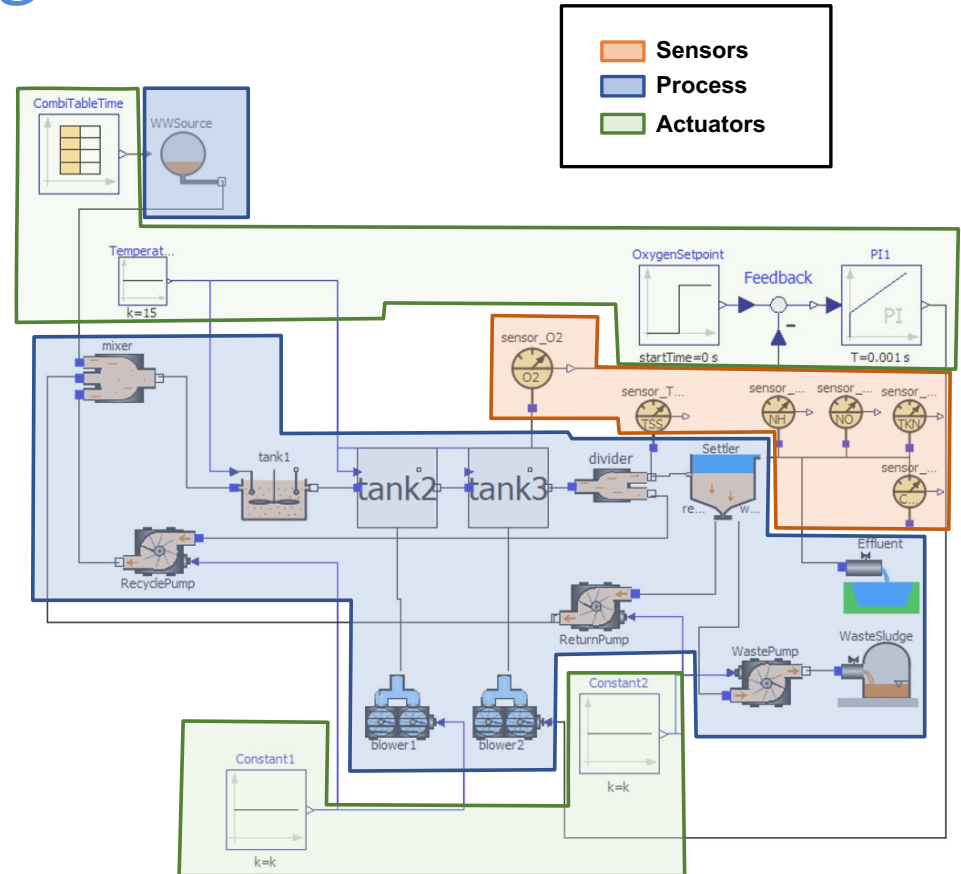 Sensors
Process
Actuators
CombiTableTime
WWSource
Temperat...
k=15
OxygenSetpoint
startTime=0 s
Feedback
PI1
PI
T=0.001 s
mixer
sensor_O2
O2
sensor_T...
TSS
sensor_...
NH
sensor_...
NO
sensor_...
TKN
sensor_...
C...
tank1
tank2
tank3
divider
Settler
re...
w...
RecyclePump
ReturnPump
Effluent
WastePump
WasteSludge
blower1
blower2
Constant2
k=k
Constant1
k=k